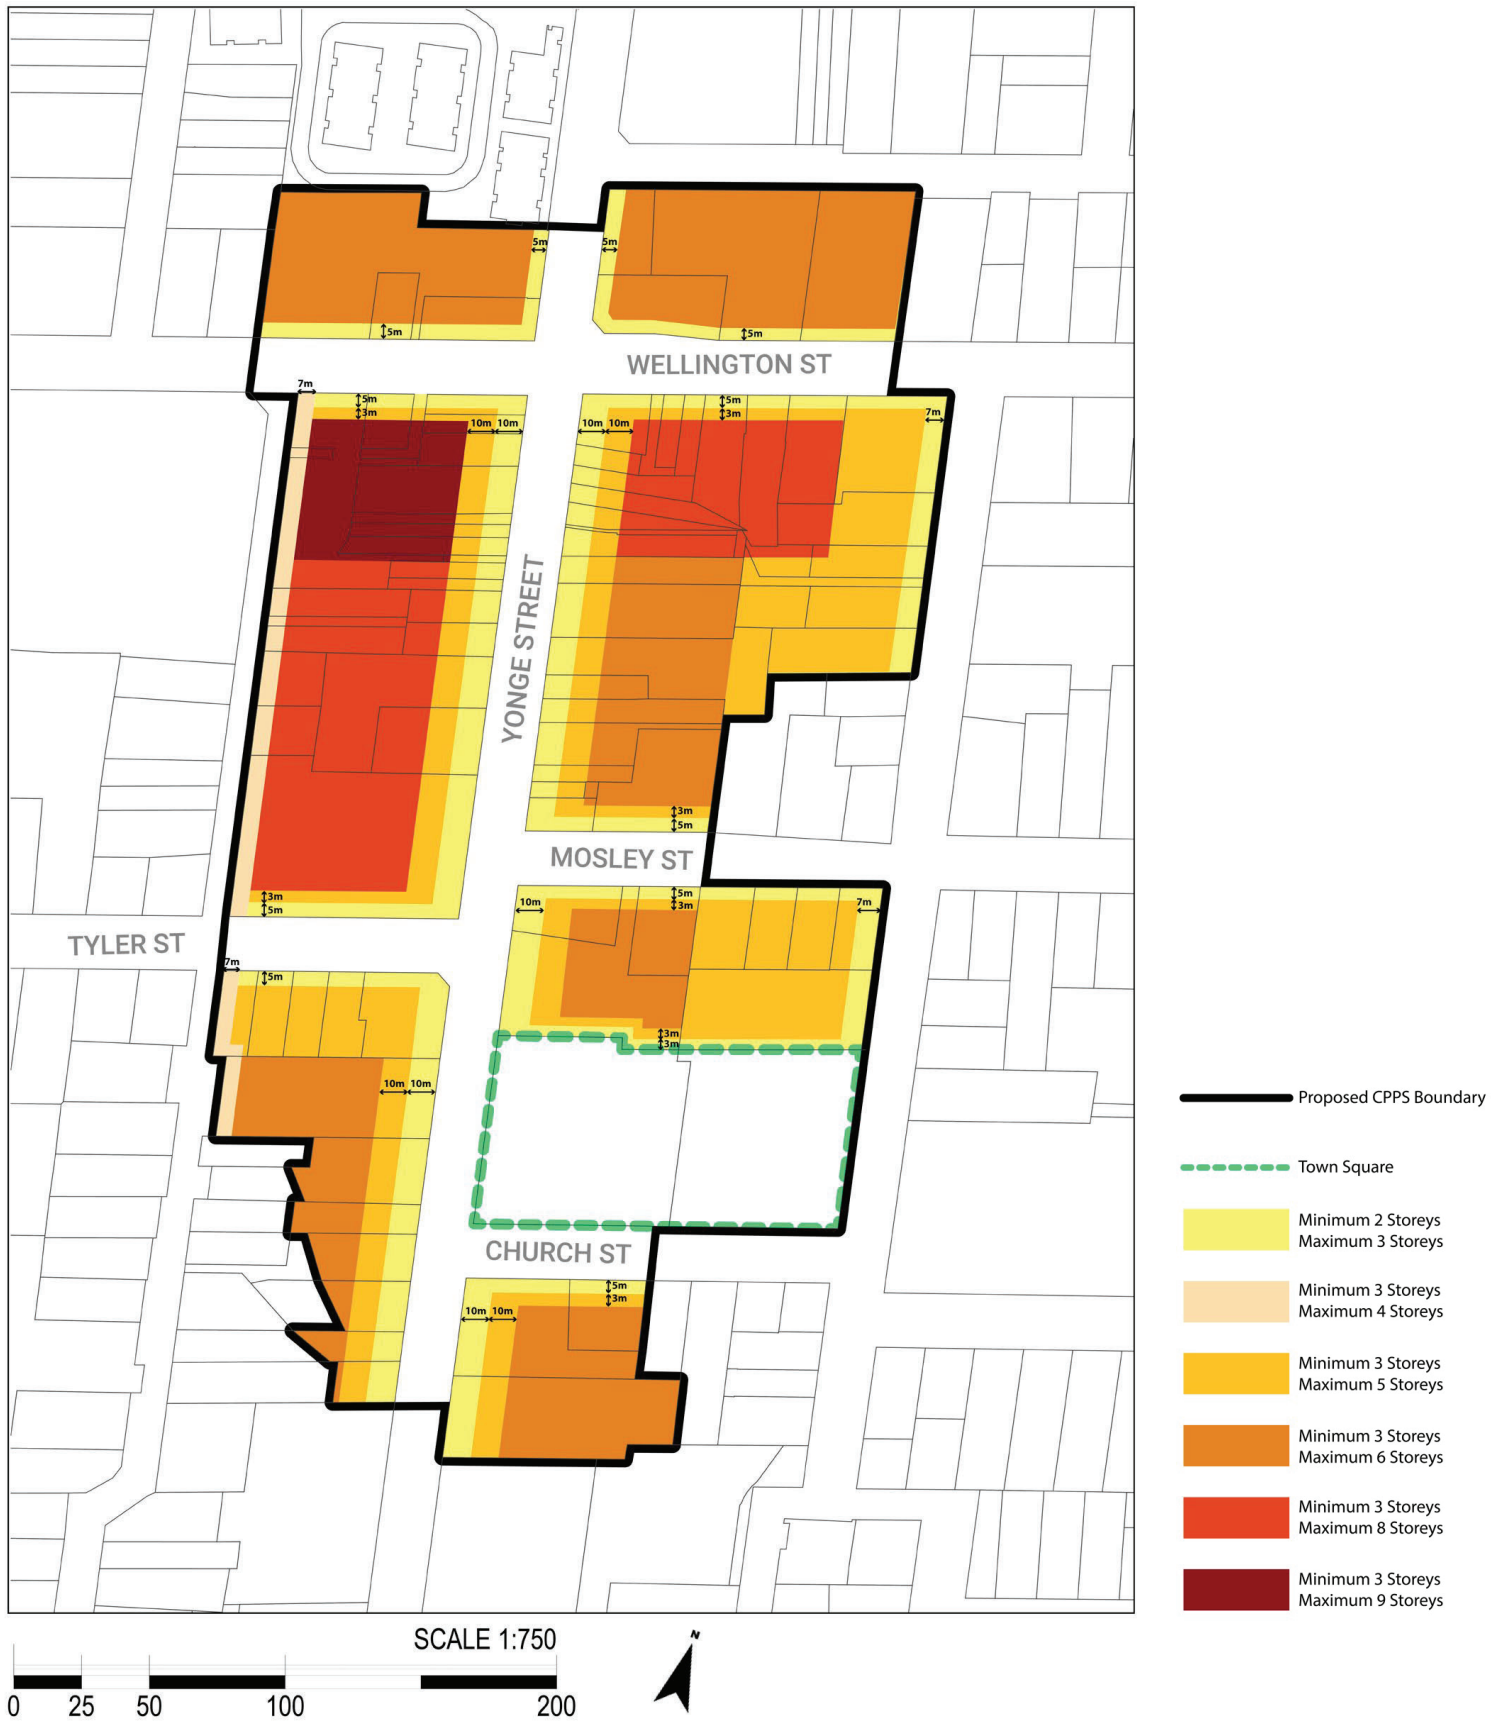 5m
5m
5m
5m
WELLINGTON ST
7m
5m
3m
10m
10m
10m
10m
5m
3m
7m
YONGE STREET
3m
5m
MOSLEY ST
3m
5m
10m
5m
3m
7m
TYLER ST
7m
5m
3m
3m
10m
10m
CHURCH ST
5m
3m
10m
10m
Proposed CPPS Boundary
Town Square
Minimum 2 Storeys
Maximum 3 Storeys
Minimum 3 Storeys
Maximum 4 Storeys
Minimum 3 Storeys
Maximum 5 Storeys
Minimum 3 Storeys
Maximum 6 Storeys
Minimum 3 Storeys
Maximum 8 Storeys
Minimum 3 Storeys
Maximum 9 Storeys
SCALE 1:750
N
0 25 50 100 200